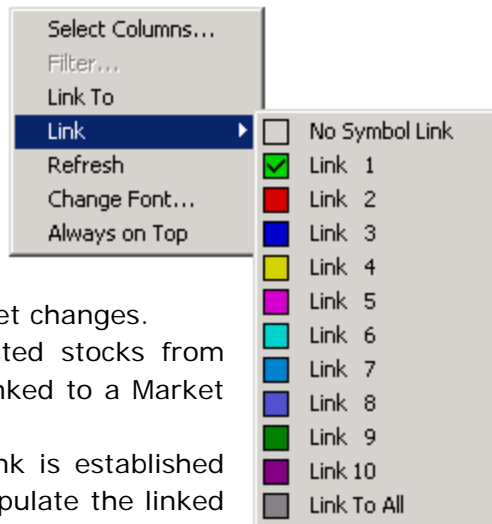 Select Columns...
Filter...
Link To
Link
Refresh
Change Font...
Always on Top
No Symbol Link
Link 1
Link 2
Link 3
Link 4
Link 5
Link 6
Link 7
Link 8
Link 9
Link 10
Link To All
et changes.
ted stocks from
nked to a Market
nk is established
pulate the linked